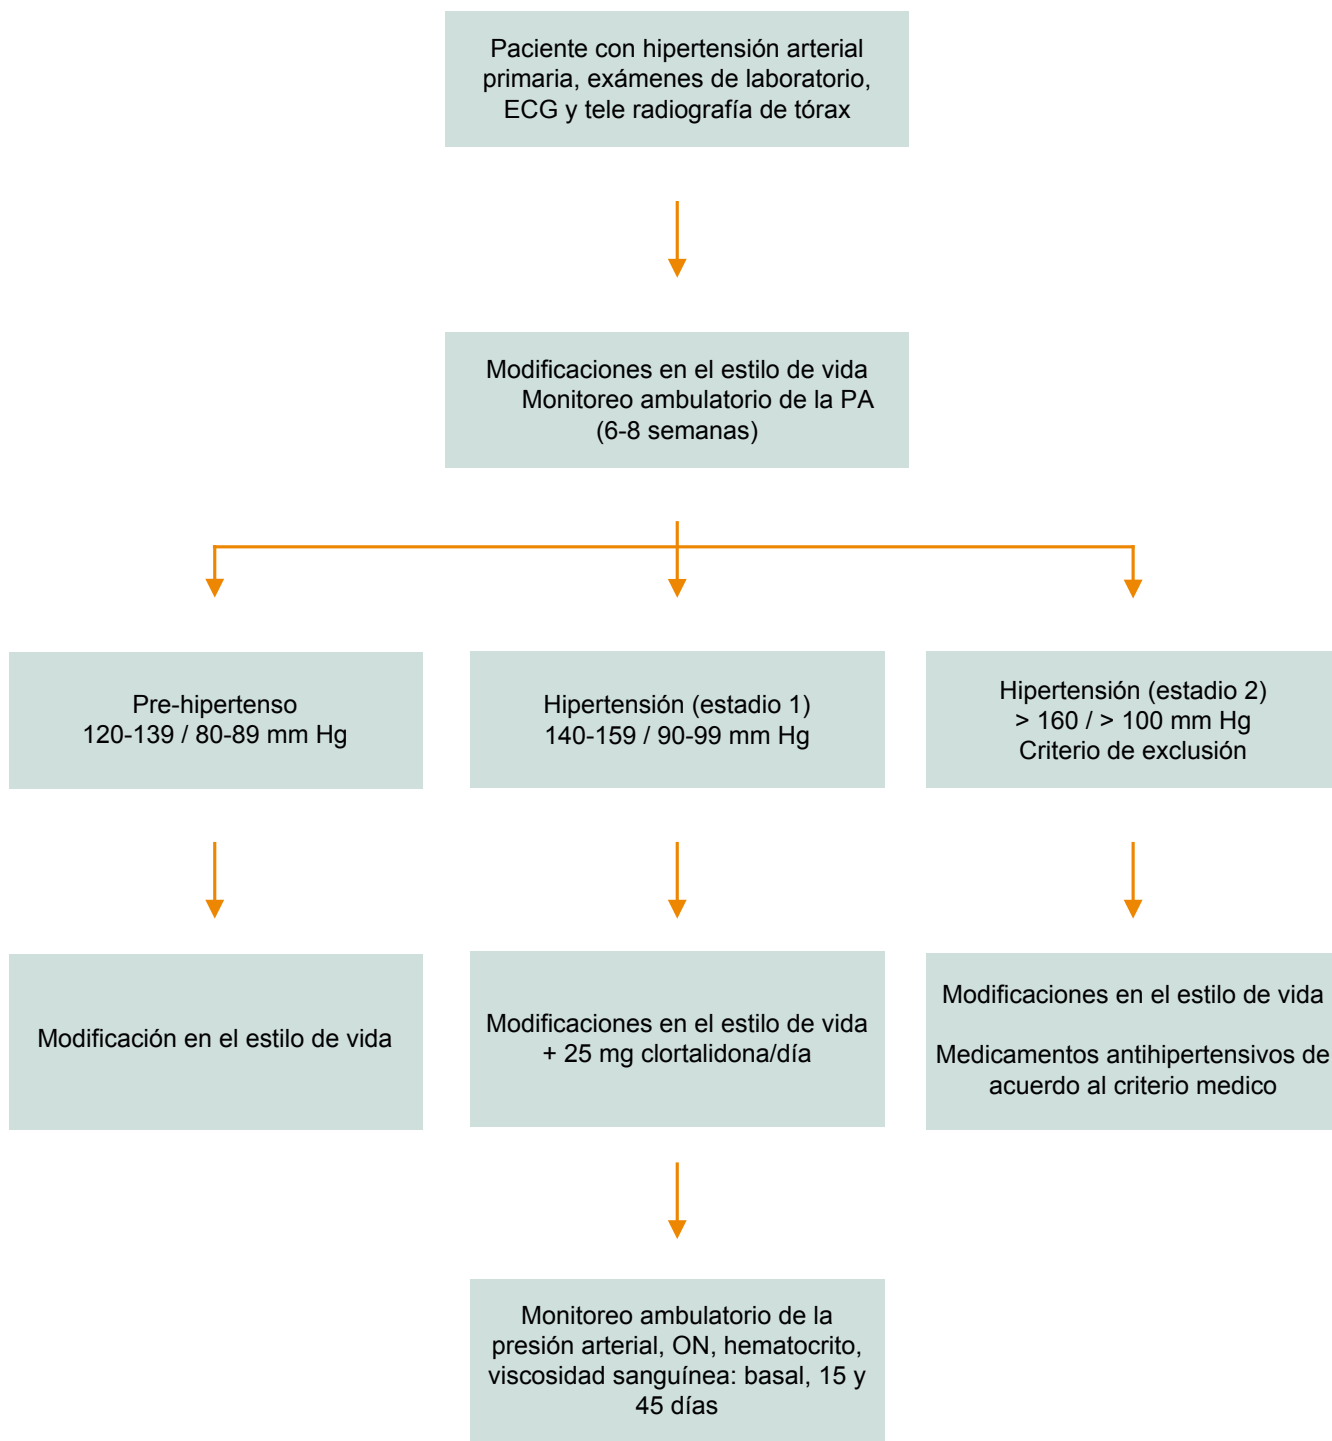 Paciente con hipertensión arterial
primaria, exámenes de laboratorio,
ECG y tele radiografía de tórax
Modificaciones en el estilo de vida
Monitoreo ambulatorio de la PA
(6-8 semanas)
Pre-hipertenso
120-139 / 80-89 mm Hg
Hipertensión (estadio 1)
140-159 / 90-99 mm Hg
Hipertensión (estadio 2)
> 160 / > 100 mm Hg
Criterio de exclusión
Modificación en el estilo de vida
Modificaciones en el estilo de vida
+ 25 mg clortalidona/día
Modificaciones en el estilo de vida
Medicamentos antihipertensivos de
acuerdo al criterio medico
Monitoreo ambulatorio de la
presión arterial, ON, hematocrito,
viscosidad sanguínea: basal, 15 y
45 días